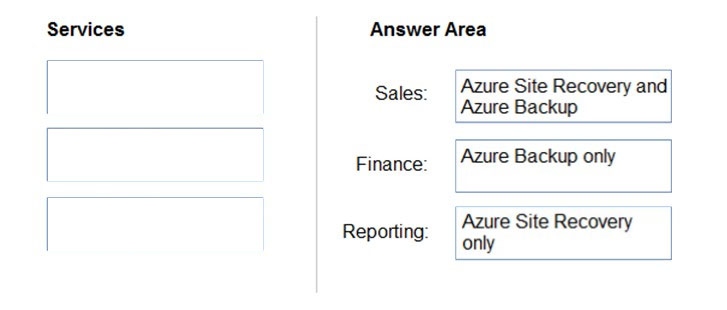 Services
Answer Area
Sales:
Azure Site Recovery and
Azure Backup
Finance:
Azure Backup only
Reporting:
Azure Site Recovery
only